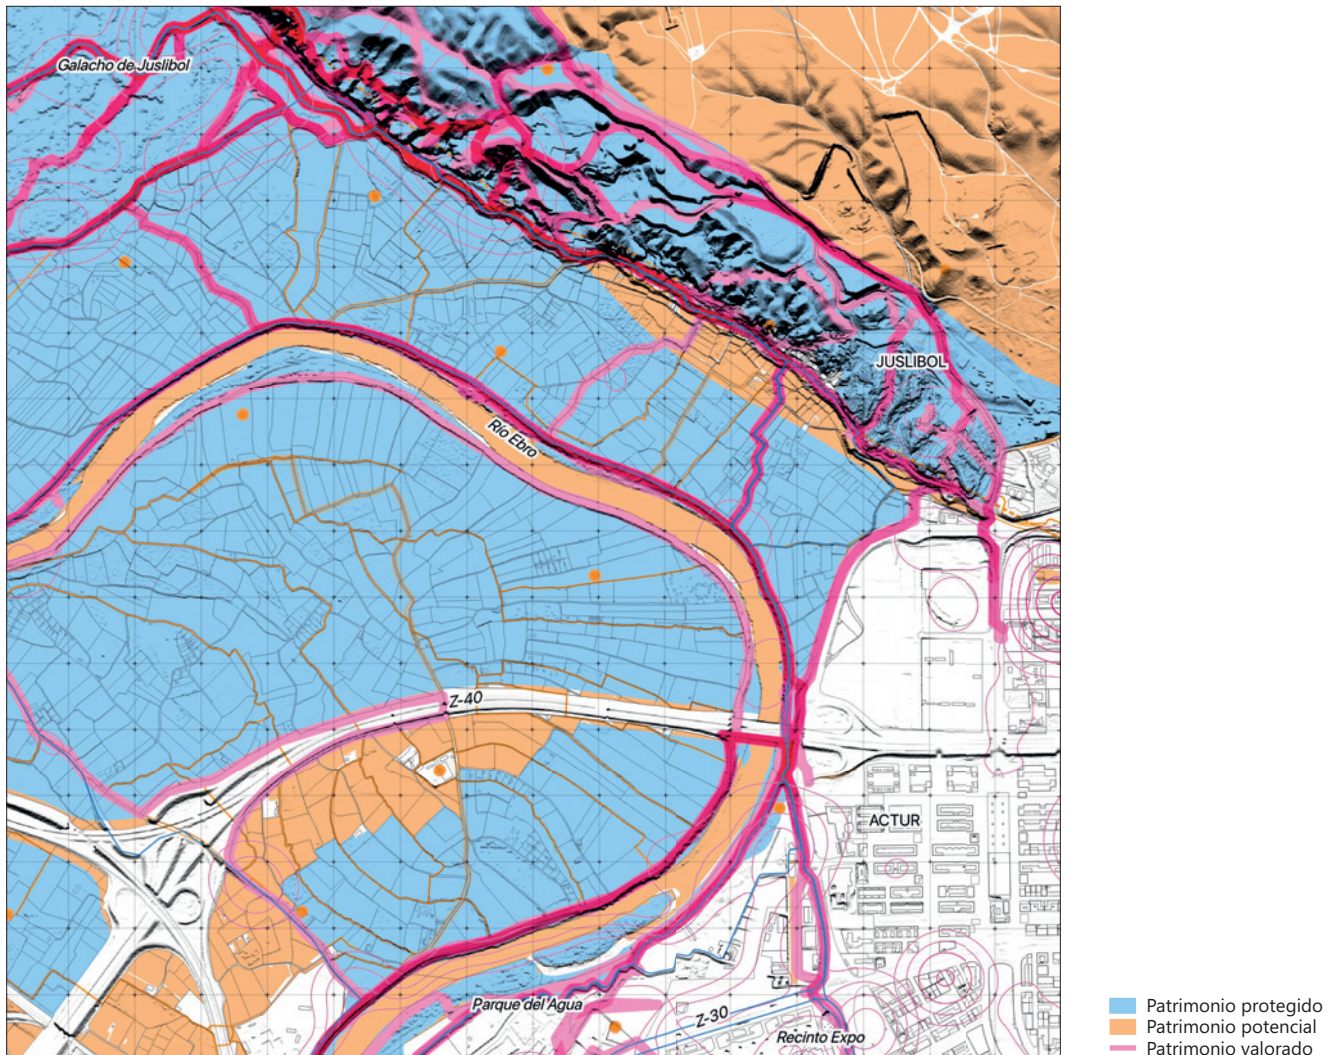 Galacho de Juslibol
JUSLIBOL
Río Ebro
Z-40
ACTUR
Parque del Agua
Z-30
Recinto Expo
Patrimonio protegido
Patrimonio potencial
Patrimonio valorado